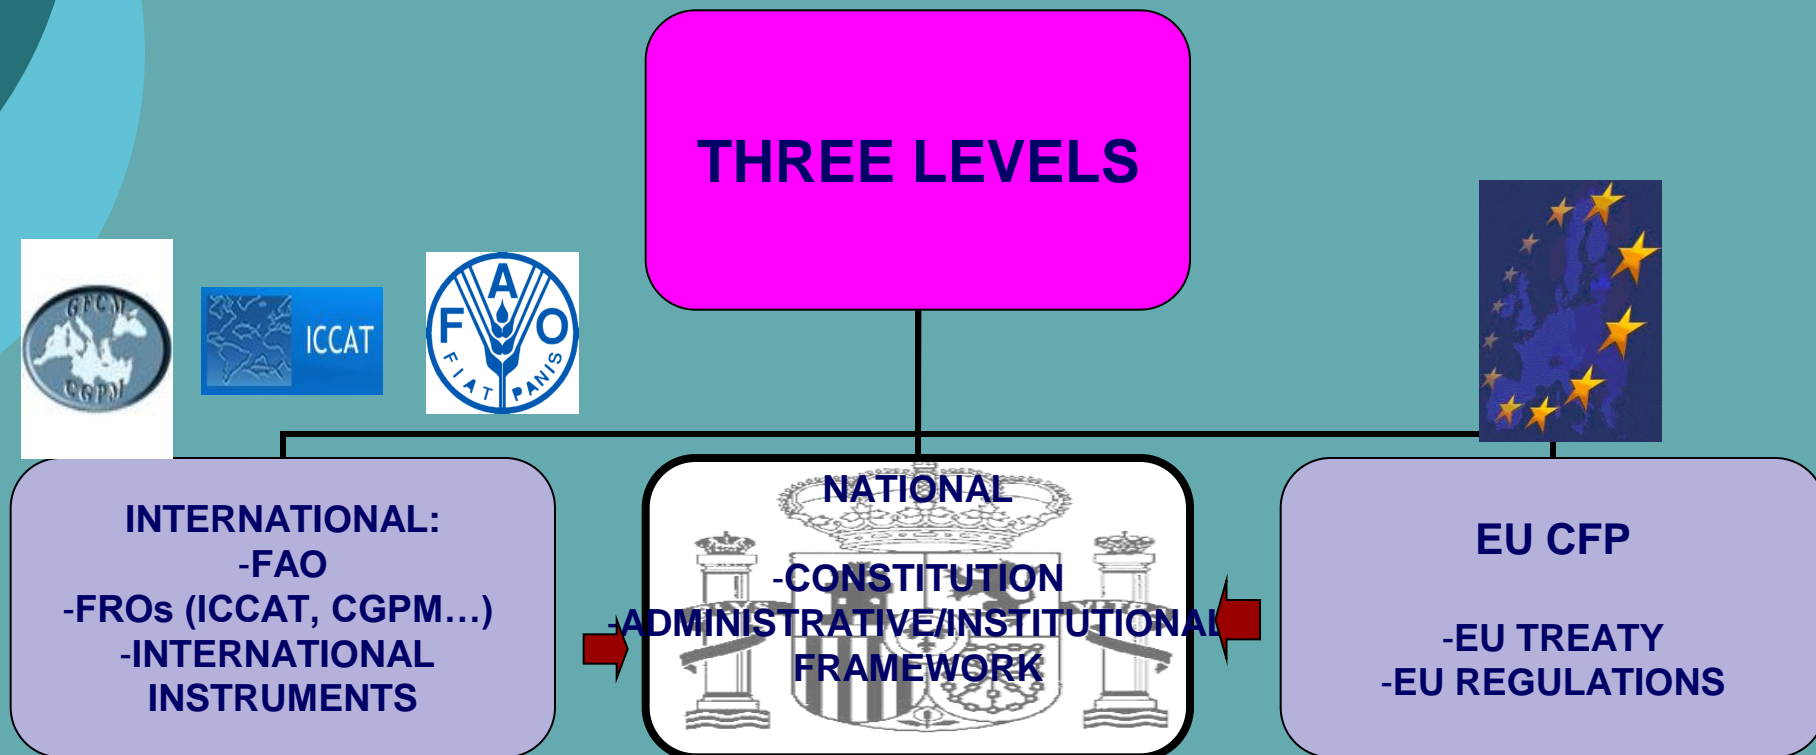 THREE LEVELS
GFCM
CGPM
ICCAT
F A O
FIAT PANIS
INTERNATIONAL:
-FAO
-FROs (ICCAT, CGPM…)
-INTERNATIONAL
INSTRUMENTS
NATIONAL
-CONSTITUTION
-ADMINISTRATIVE/INSTITUTIONAL
FRAMEWORK
EU CFP
-EU TREATY
-EU REGULATIONS